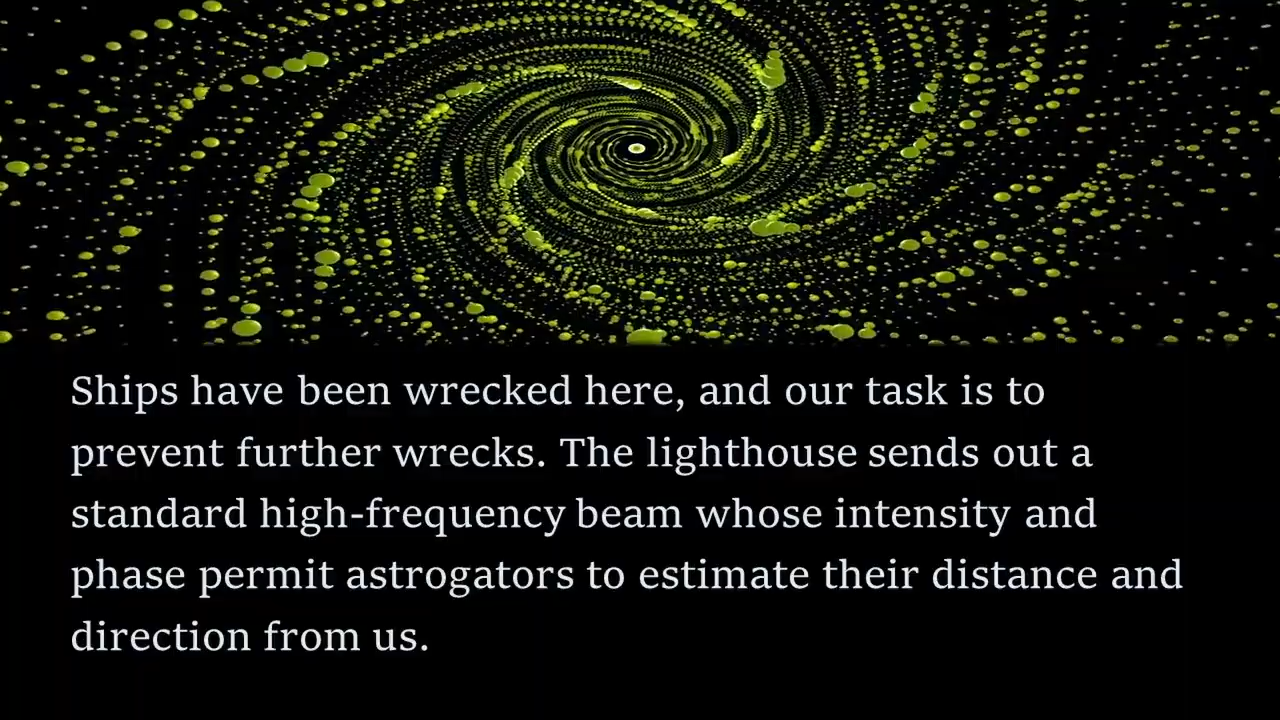 Ships have been wrecked here, and our task is to
prevent further wrecks. The lighthouse sends out a
standard high-frequency beam whose intensity and
phase permit astrogators to estimate their distance and
direction from us.